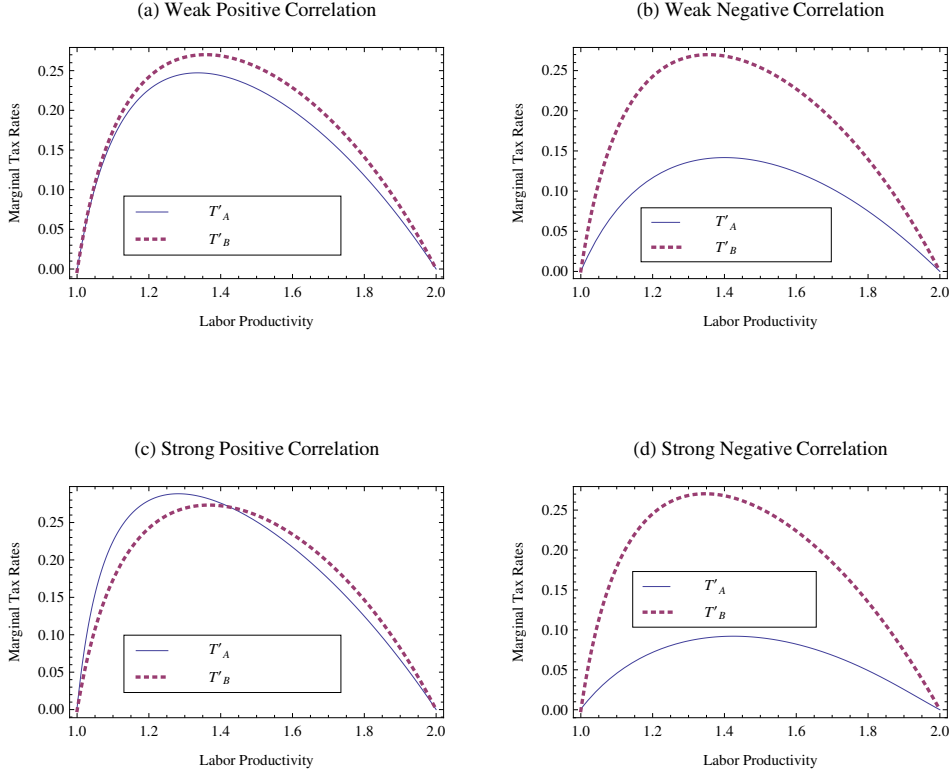 (a) Weak Positive Correlation
Marginal Tax Rates
0.25
0.20
0.15
0.10
0.05
0.00
T′A
T′B
1.0 1.2 1.4 1.6 1.8 2.0
Labor Productivity
(b) Weak Negative Correlation
Marginal Tax Rates
0.25
0.20
0.15
0.10
0.05
0.00
T′A
T′B
1.0 1.2 1.4 1.6 1.8 2.0
Labor Productivity
(c) Strong Positive Correlation
Marginal Tax Rates
0.25
0.20
0.15
0.10
0.05
0.00
T′A
T′B
1.0 1.2 1.4 1.6 1.8 2.0
Labor Productivity
(d) Strong Negative Correlation
Marginal Tax Rates
0.25
0.20
0.15
0.10
0.05
0.00
T′A
T′B
1.0 1.2 1.4 1.6 1.8 2.0
Labor Productivity